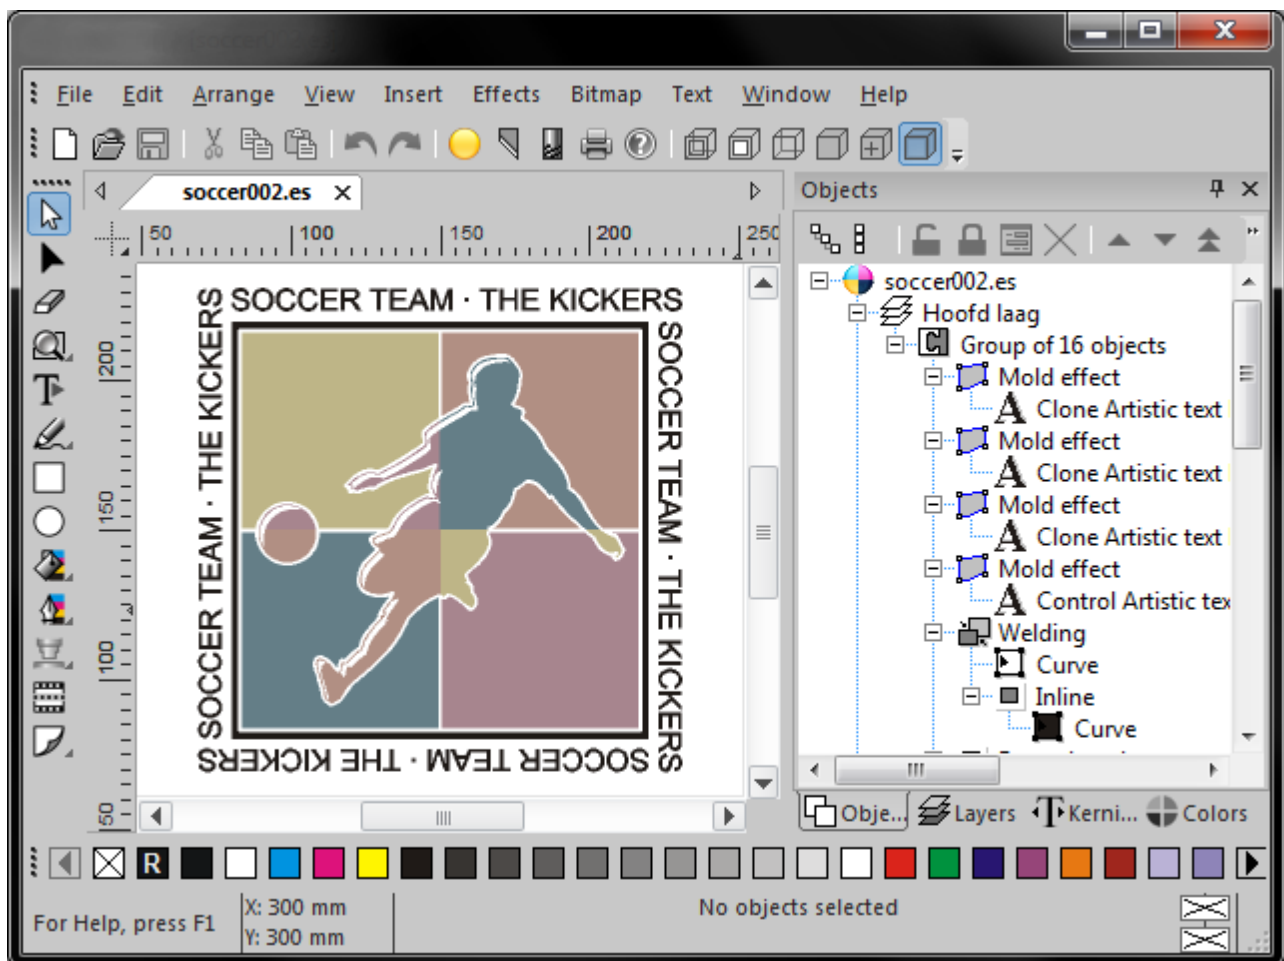 File Edit Arrange View Insert Effects Bitmap Text Window Help
soccer002.es
Objects
50 100 150 200 250
soccer002.es
Hoofd laag
Group of 16 objects
Mold effect
Clone Artistic text
Mold effect
Clone Artistic text
Mold effect
Clone Artistic text
Mold effect
Control Artistic tex
Welding
Curve
Inline
Curve
SOCCER TEAM · THE KICKERS
SOCCER TEAM · THE KICKERS
SOCCER TEAM · THE KICKERS
SOCCER TEAM · THE KICKERS
200
150
100
50
Obje... Layers Kerni... Colors
R
For Help, press F1
X: 300 mm
Y: 300 mm
No objects selected